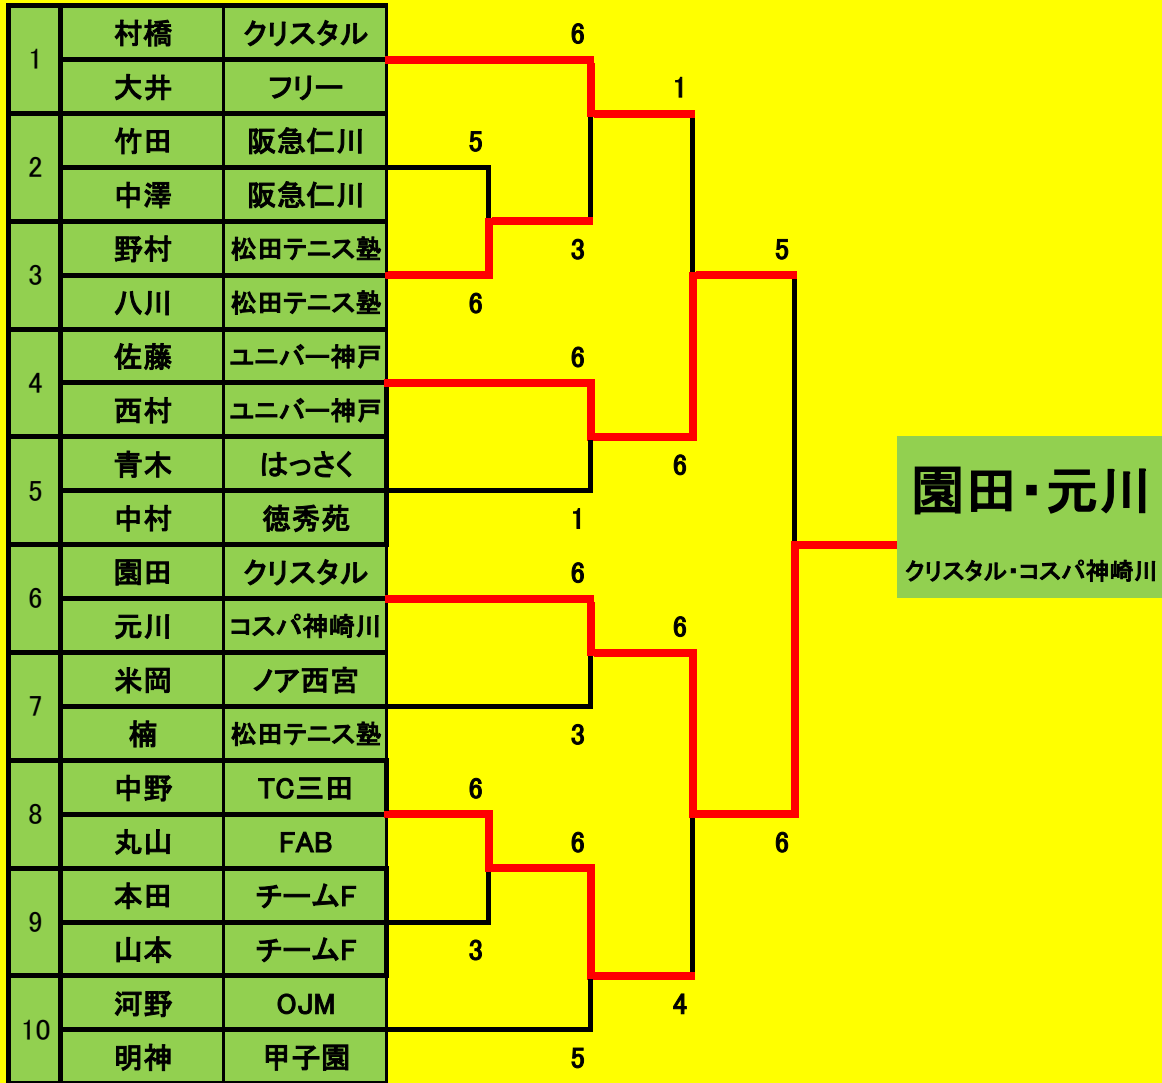 村橋 クリスタル 6
1
大井 フリー 1
竹田 阪急仁川 5
2
中澤 阪急仁川
野村 松田テニス塾 3 5
3
八川 松田テニス塾 6
佐藤 ユニバー神戸 6
4
西村 ユニバー神戸
青木 はっさく 6
5
中村 徳秀苑 1
園田・元川
園田 クリスタル 6
クリスタル・コスパ神崎川
6
元川 コスパ神崎川 6
米岡 ノア西宮
7
楠 松田テニス塾 3
中野 TC三田 6
8
丸山 FAB 6 6
本田 チームF
9
山本 チームF 3
河野 OJM 4
10
明神 甲子園 5